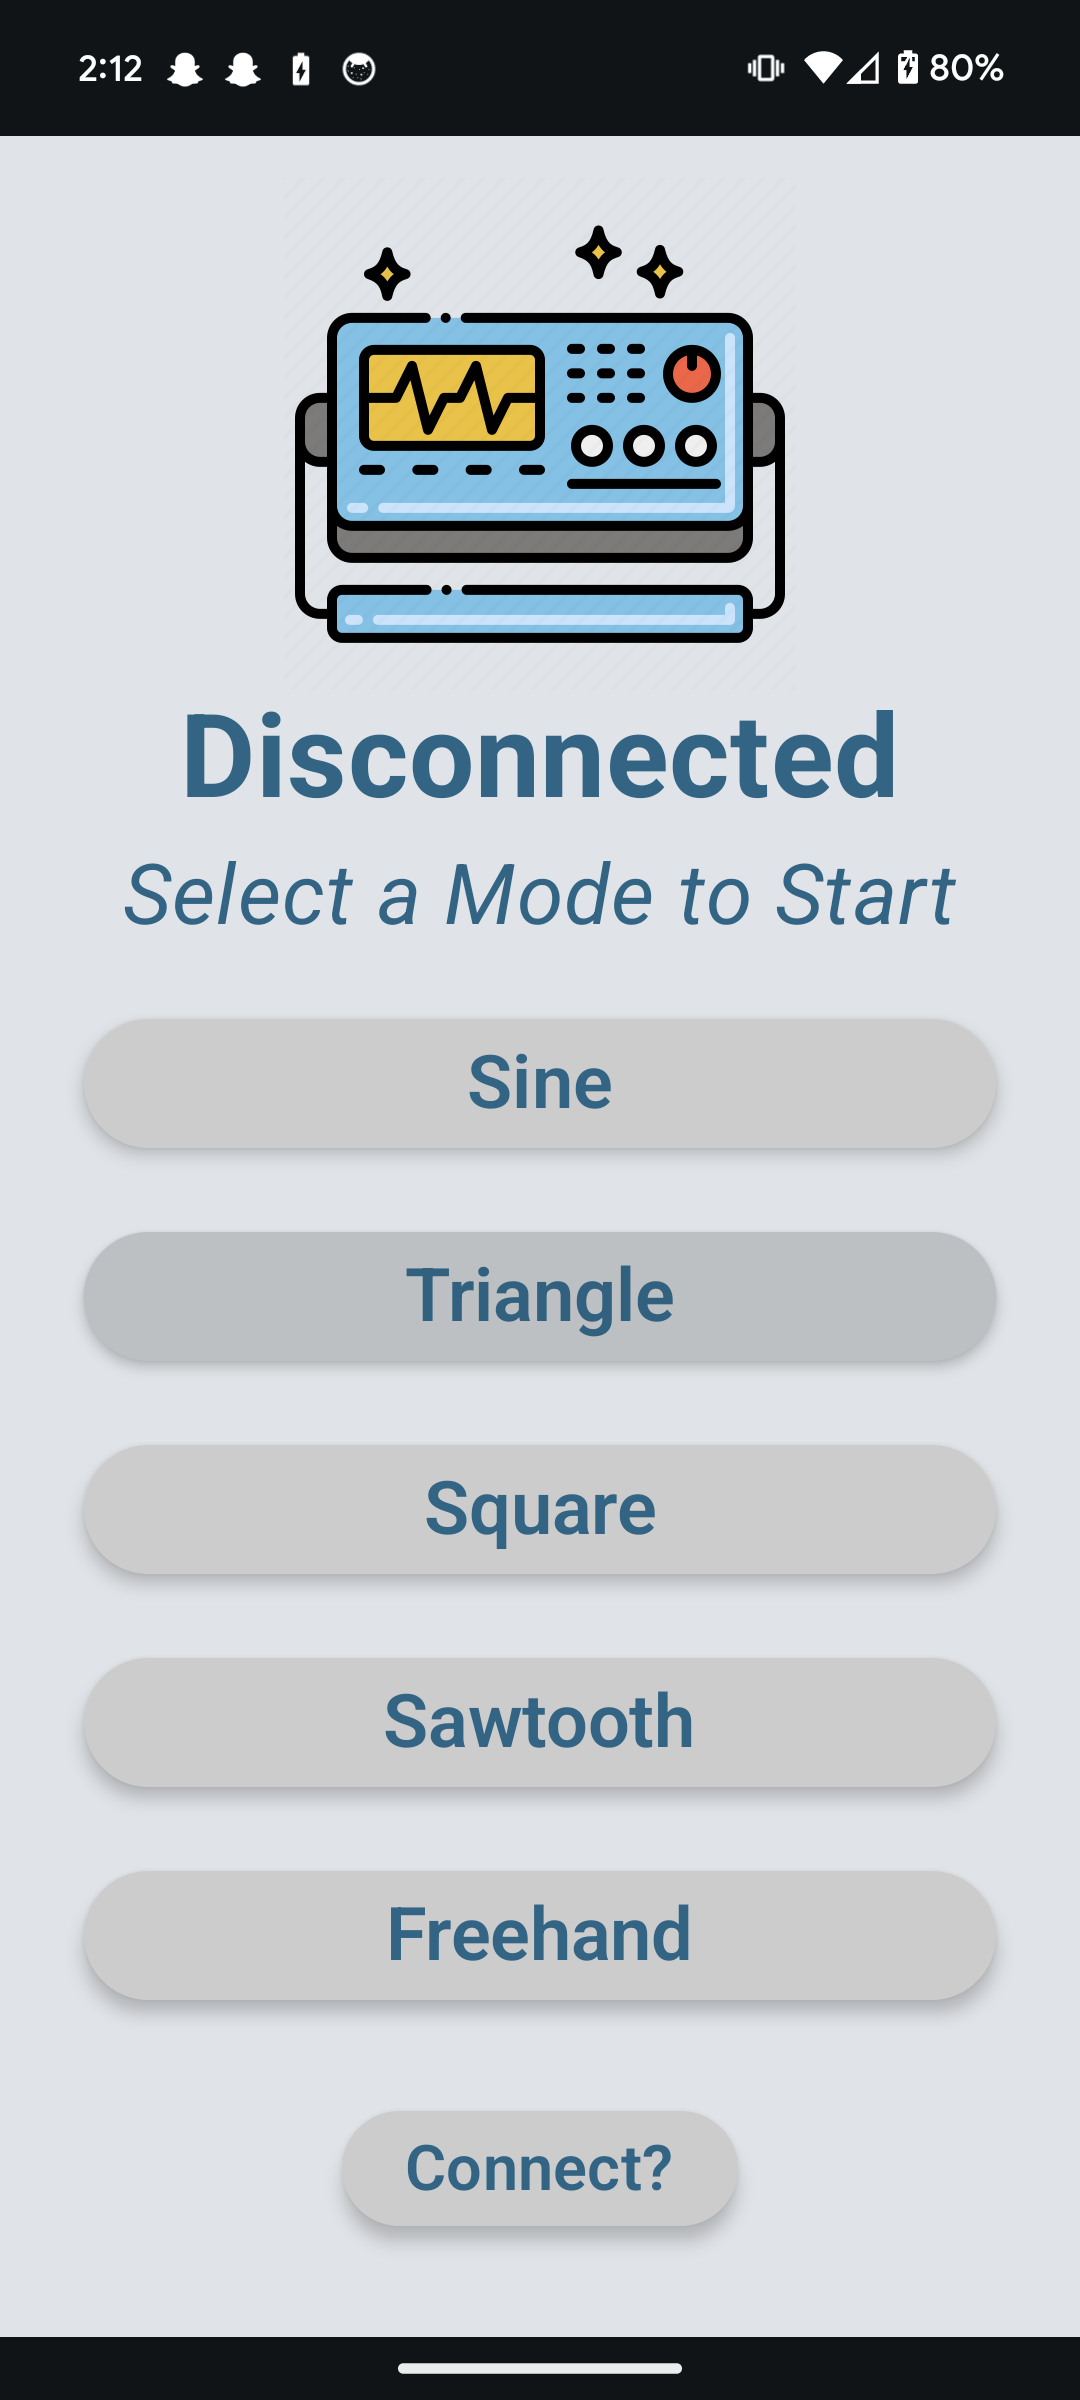 2:12 80%
Disconnected
Select a Mode to Start
Sine
Triangle
Square
Sawtooth
Freehand
Connect?